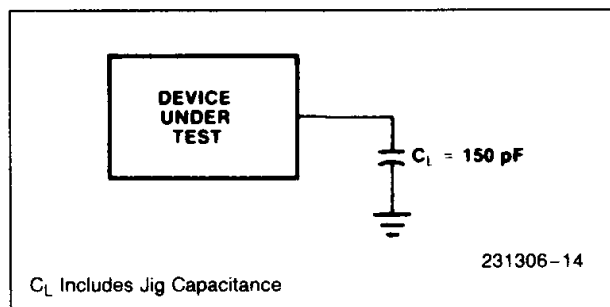 DEVICE
UNDER
TEST
C_L = 150 pF
231306-14
C_L Includes Jig Capacitance